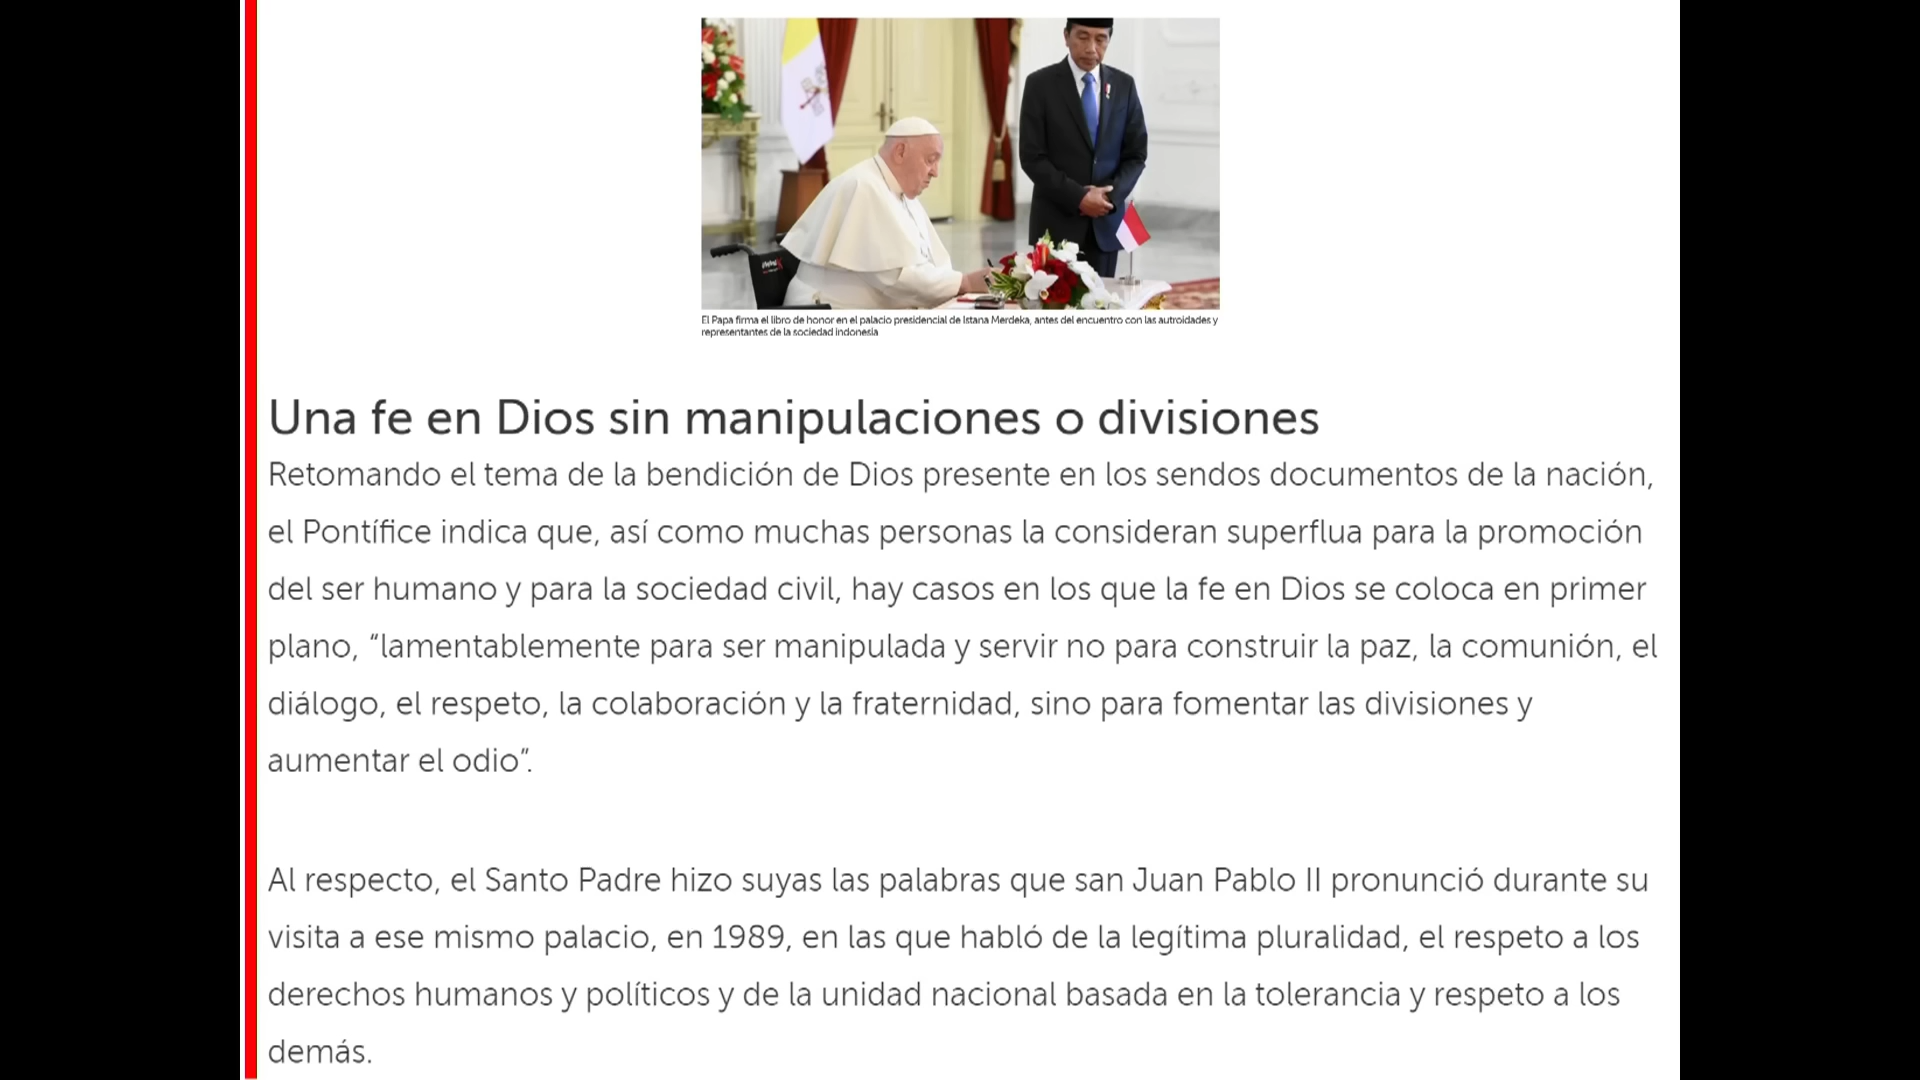 El Papa firma el libro de honor en el palacio presidencial de Istana Merdeka, antes del encuentro con las autroidades y
representantes de la sociedad indonesia
Una fe en Dios sin manipulaciones o divisiones
Retomando el tema de la bendición de Dios presente en los sendos documentos de la nación,
el Pontífice indica que, así como muchas personas la consideran superflua para la promoción
del ser humano y para la sociedad civil, hay casos en los que la fe en Dios se coloca en primer
plano, “lamentablemente para ser manipulada y servir no para construir la paz, la comunión, el
diálogo, el respeto, la colaboración y la fraternidad, sino para fomentar las divisiones y
aumentar el odio”.
Al respecto, el Santo Padre hizo suyas las palabras que san Juan Pablo II pronunció durante su
visita a ese mismo palacio, en 1989, en las que habló de la legítima pluralidad, el respeto a los
derechos humanos y políticos y de la unidad nacional basada en la tolerancia y respeto a los
demás.